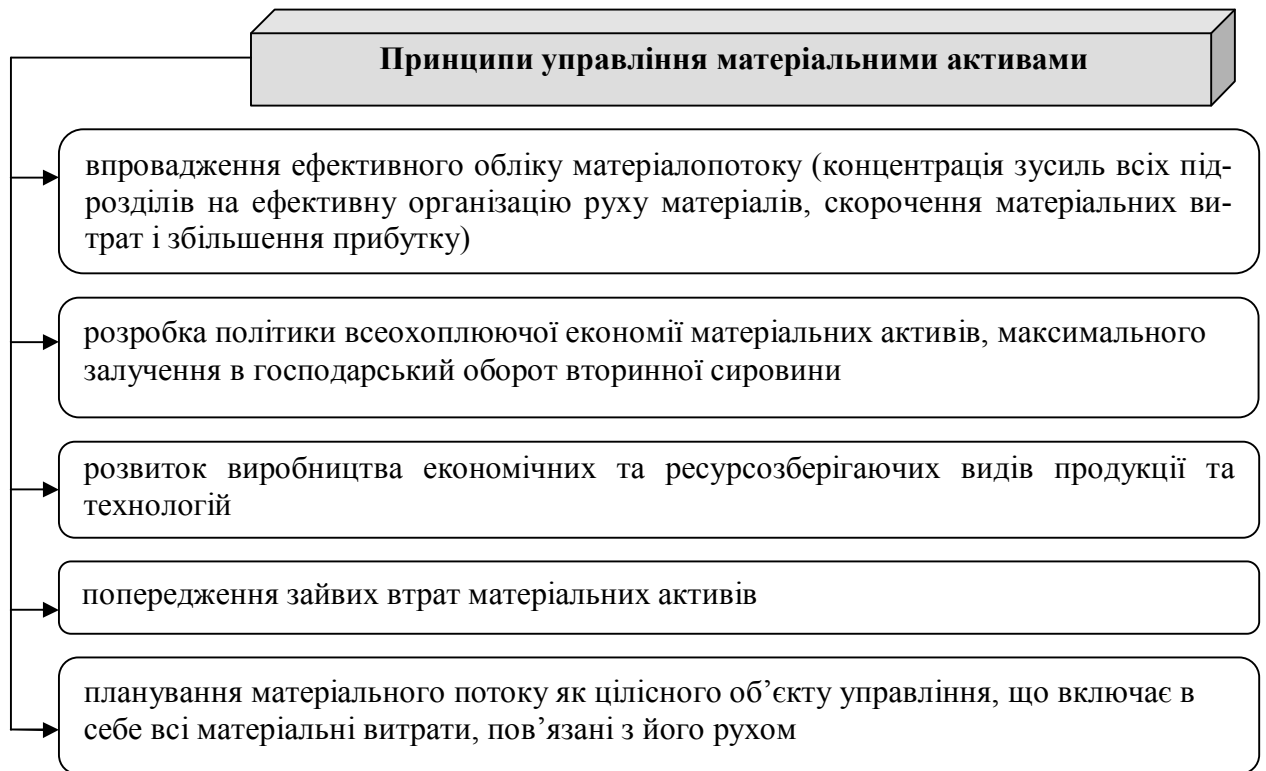 Принципи управління матеріальними активами
впровадження ефективного обліку матеріалопотоку (концентрація зусиль всіх під-
розділів на ефективну організацію руху матеріалів, скорочення матеріальних ви-
трат і збільшення прибутку)
розробка політики всеохоплюючої економії матеріальних активів, максимального
залучення в господарський оборот вторинної сировини
розвиток виробництва економічних та ресурсозберігаючих видів продукції та
технологій
попередження зайвих втрат матеріальних активів
планування матеріального потоку як цілісного об’єкту управління, що включає в
себе всі матеріальні витрати, пов’язані з його рухом